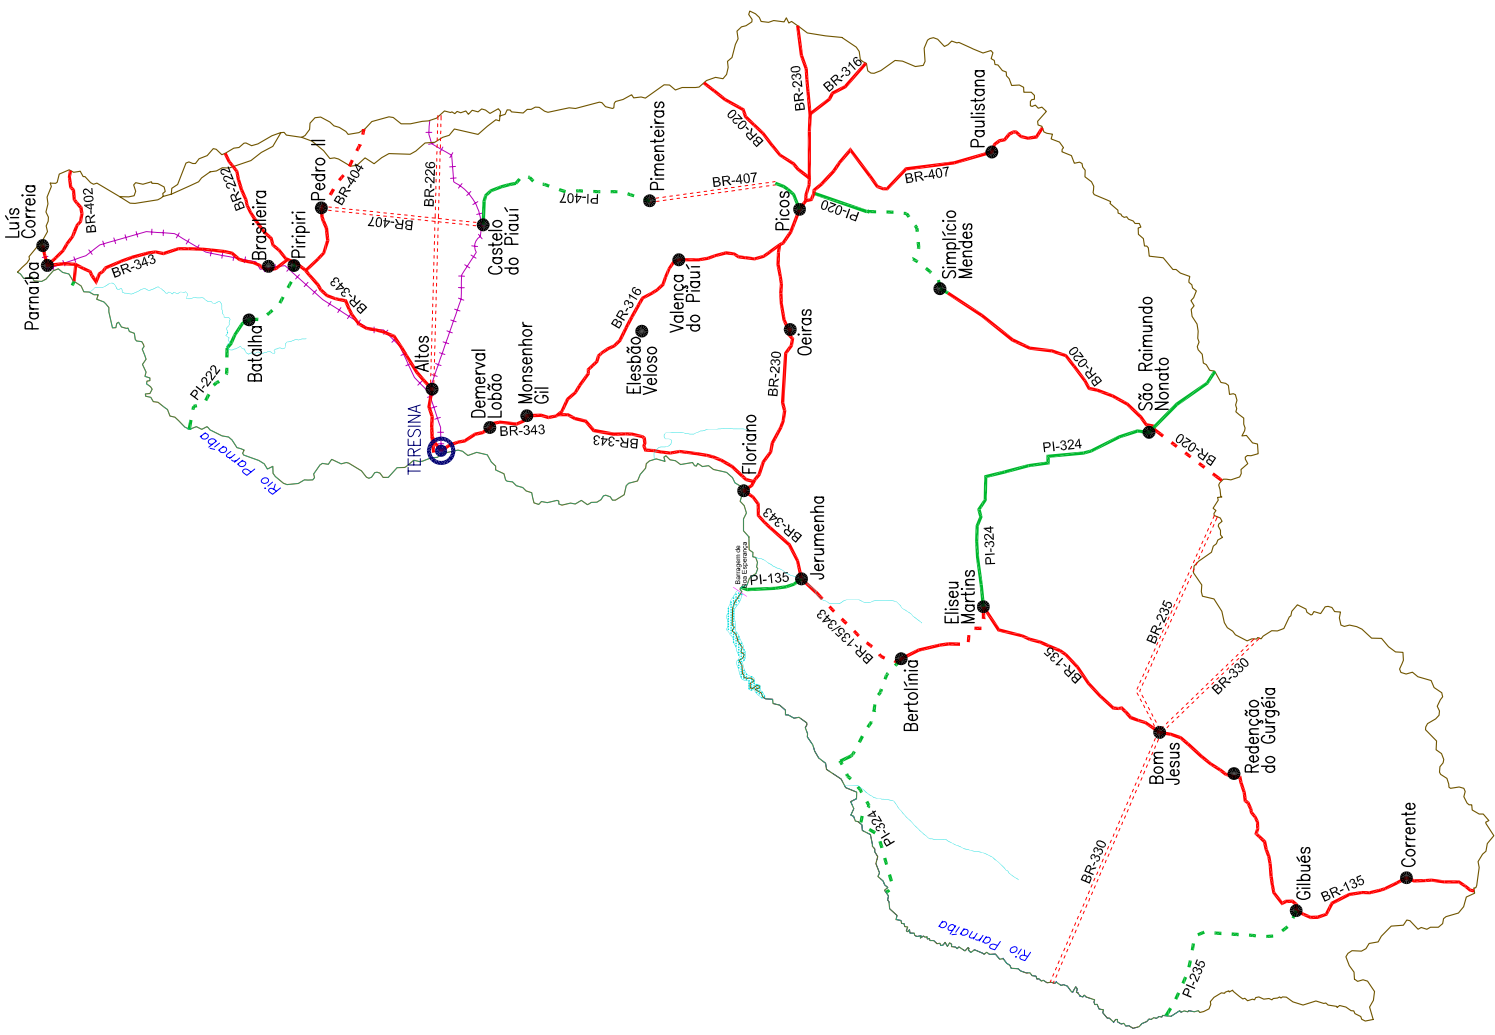 Luís
Correia
Parnaíba
BR-402
BR-343
BR-222
Brasileira
Piripiri
Pedro II
BR-404
BR-407
BR-226
BR-343
Batalha
PI-222
Rio Parnaíba
Altos
TERESINA
Castelo
do Piauí
PI-407
Pimenteiras
BR-407
Demerval
Lobão
Monsenhor
Gil
BR-343
BR-316
Elesbão
Veloso
Valença
do Piauí
BR-343
BR-020
BR-230
BR-316
Picos
PI-020
BR-407
Paulistana
Simplício
Mendes
Oeiras
BR-230
Floriano
BR-343
Jerumenha
Barragem de
Boa Esperança
PI-135
BR-135/343
Bertolínia
PI-324
Eliseu
Martins
PI-324
PI-324
BR-020
São Raimundo
Nonato
BR-020
BR-135
BR-235
BR-330
Bom
Jesus
Redenção
do Gurgéia
BR-330
Rio Parnaíba
Gilbués
BR-135
Corrente
PI-235